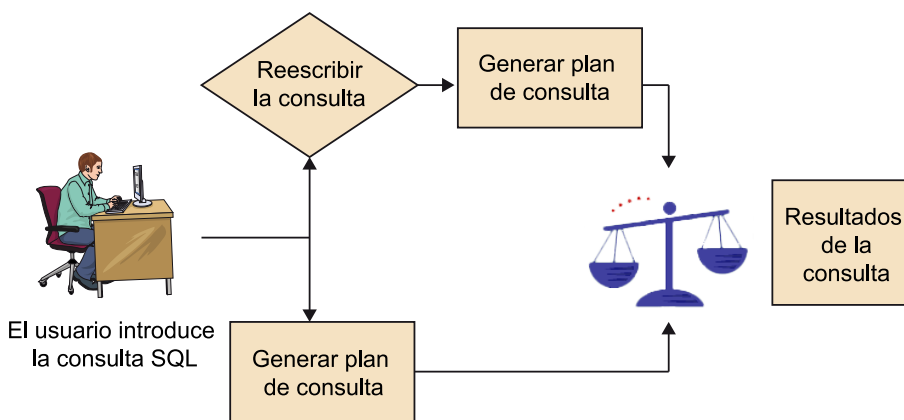 Reescribir
la consulta
Generar plan
de consulta
Resultados
de la
consulta
El usuario introduce
la consulta SQL
Generar plan
de consulta